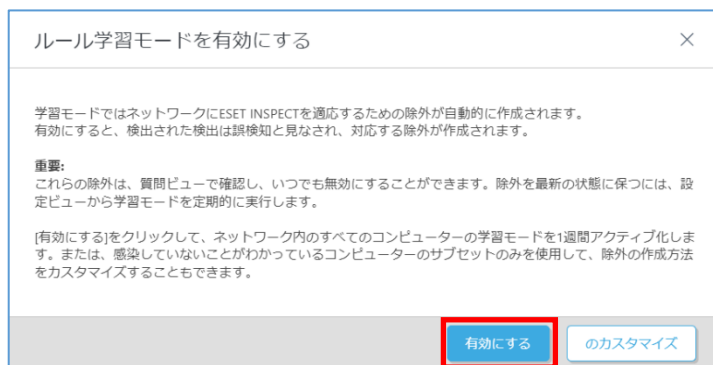 ルール学習モードを有効にする
学習モードではネットワークにESET INSPECTを適応するための除外が自動的に作成されます。
有効にすると、検出された検出は誤検知と見なされ、対応する除外が作成されます。
重要:
これらの除外は、質問ビューで確認し、いつでも無効にすることができます。除外を最新の状態に保つには、設
定ビューから学習モードを定期的に実行します。
[有効にする]をクリックして、ネットワーク内のすべてのコンピューターの学習モードを1週間アクティブ化しま
す。または、感染していないことがわかっているコンピューターのサブセットのみを使用して、除外の作成方法
をカスタマイズすることもできます。
有効にする
のカスタマイズ